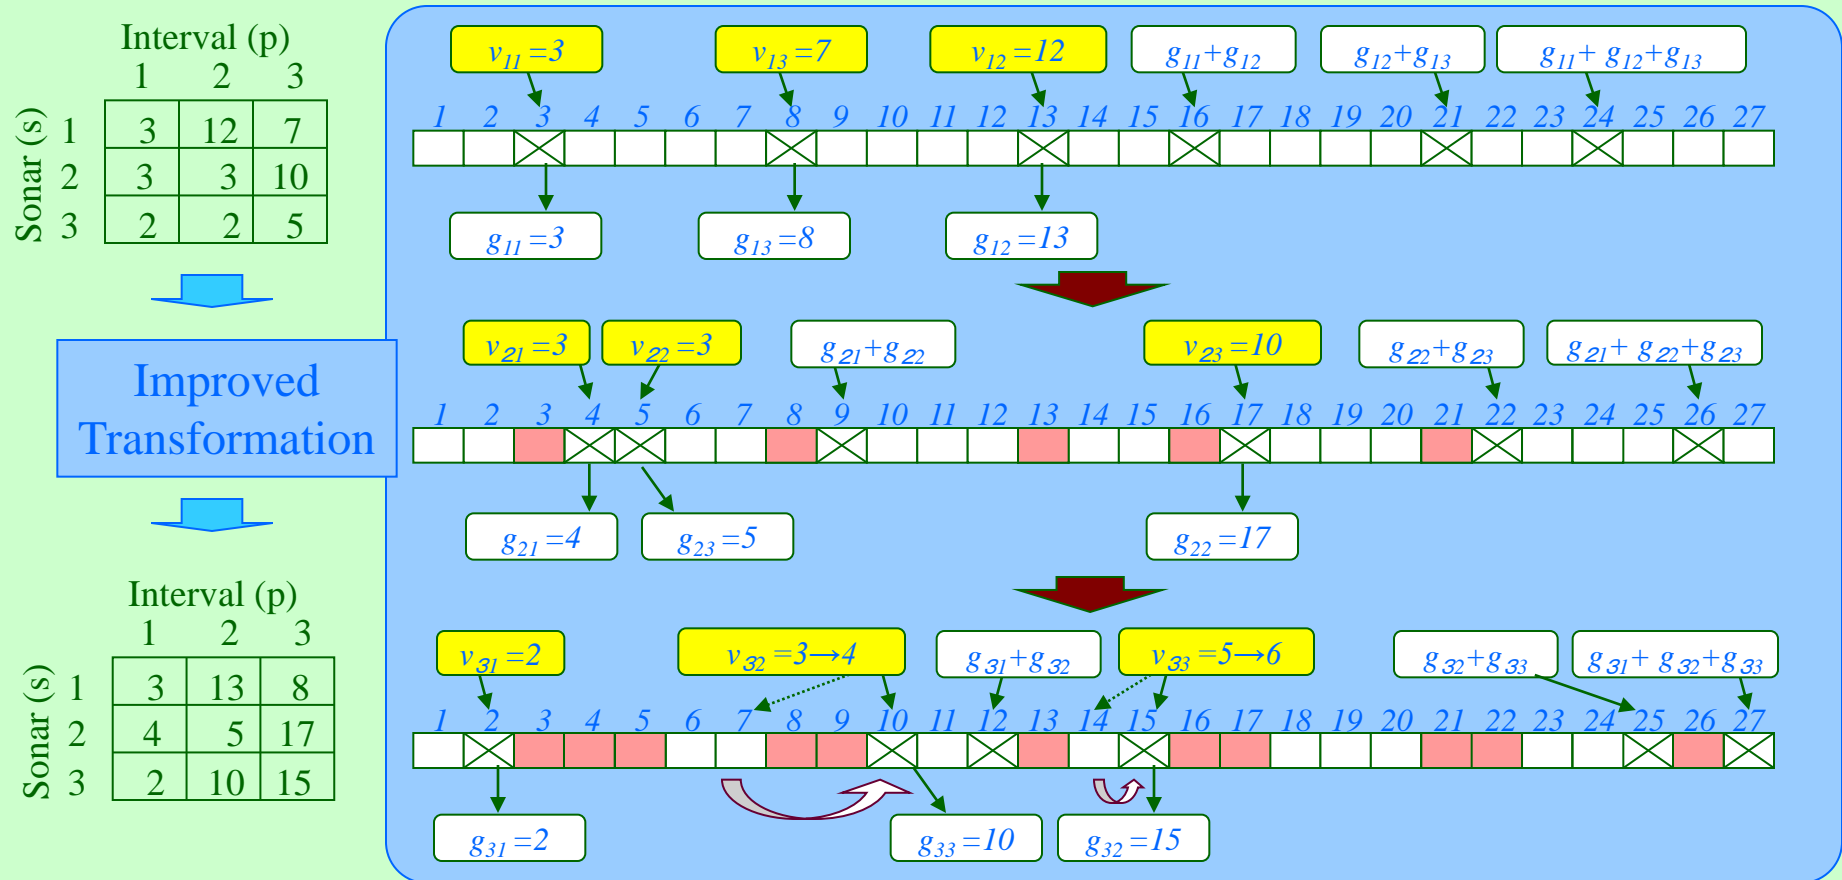 Interval (p)
1 2 3
Sonar (s)
1 3 12 7
2 3 3 10
3 2 2 5
Improved
Transformation
Interval (p)
1 2 3
Sonar (s)
1 3 13 8
2 4 5 17
3 2 10 15
v11=3 v13=7 v12=12 g11+g12 g12+g13 g11+ g12+g13
1 2 3 4 5 6 7 8 9 10 11 12 13 14 15 16 17 18 19 20 21 22 23 24 25 26 27
g11=3 g13=8 g12=13
v21=3 v22=3 g21+g22 v23=10 g22+g23 g21+ g22+g23
1 2 3 4 5 6 7 8 9 10 11 12 13 14 15 16 17 18 19 20 21 22 23 24 25 26 27
g21=4 g23=5 g22=17
v31=2 v32=3→4 g31+g32 v33=5→6 g32+g33 g31+ g32+g33
1 2 3 4 5 6 7 8 9 10 11 12 13 14 15 16 17 18 19 20 21 22 23 24 25 26 27
g31=2 g33=10 g32=15